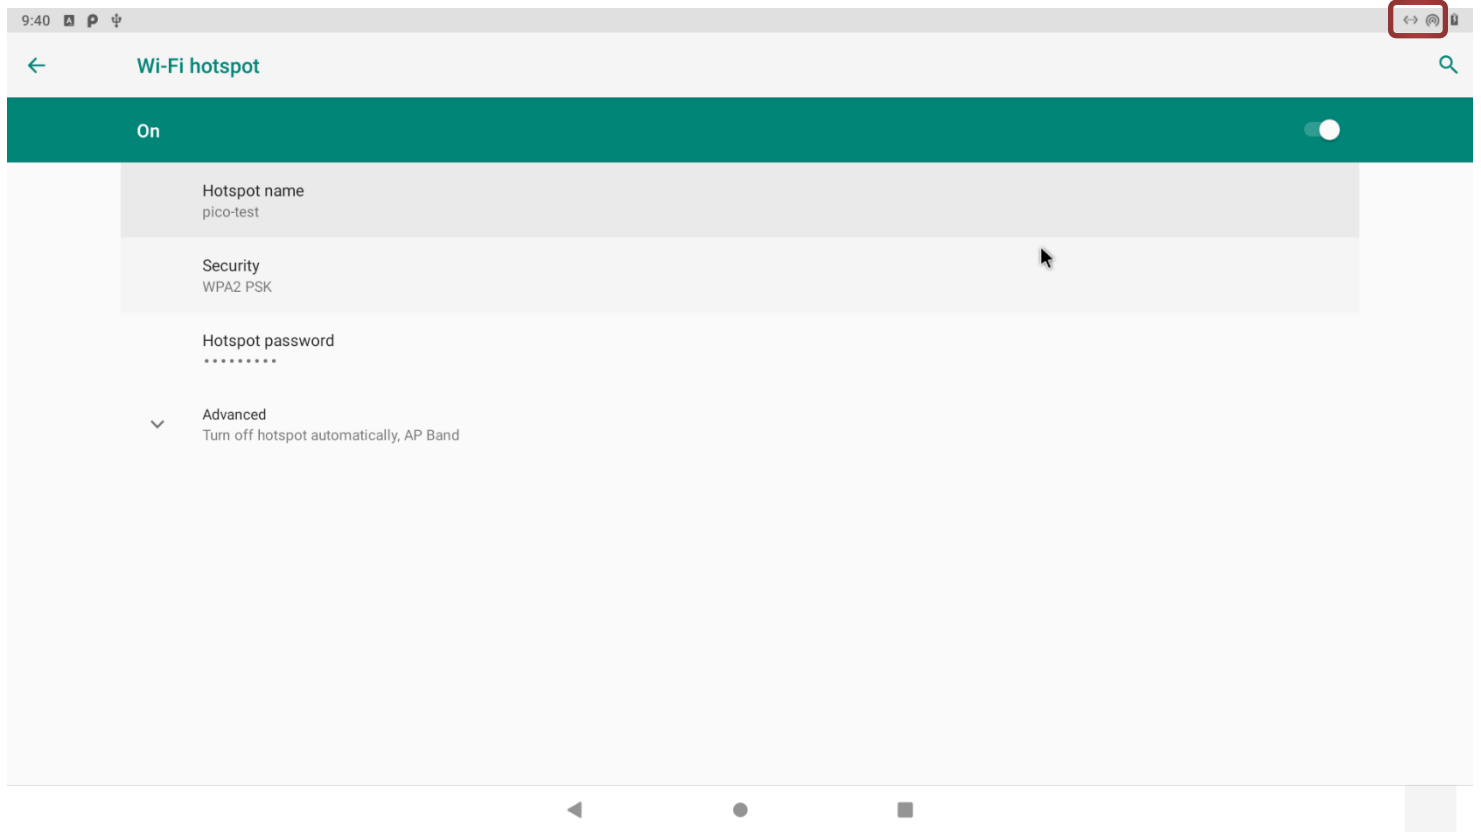 9:40
Wi-Fi hotspot
On
Hotspot name
pico-test
Security
WPA2 PSK
Hotspot password
•••••••••
Advanced
Turn off hotspot automatically, AP Band